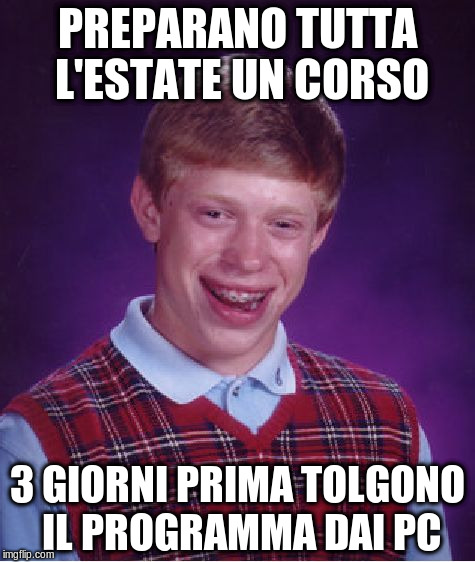 PREPARANO TUTTA
L'ESTATE UN CORSO
3 GIORNI PRIMA TOLGONO
IL PROGRAMMA DAI PC
imgflip.com